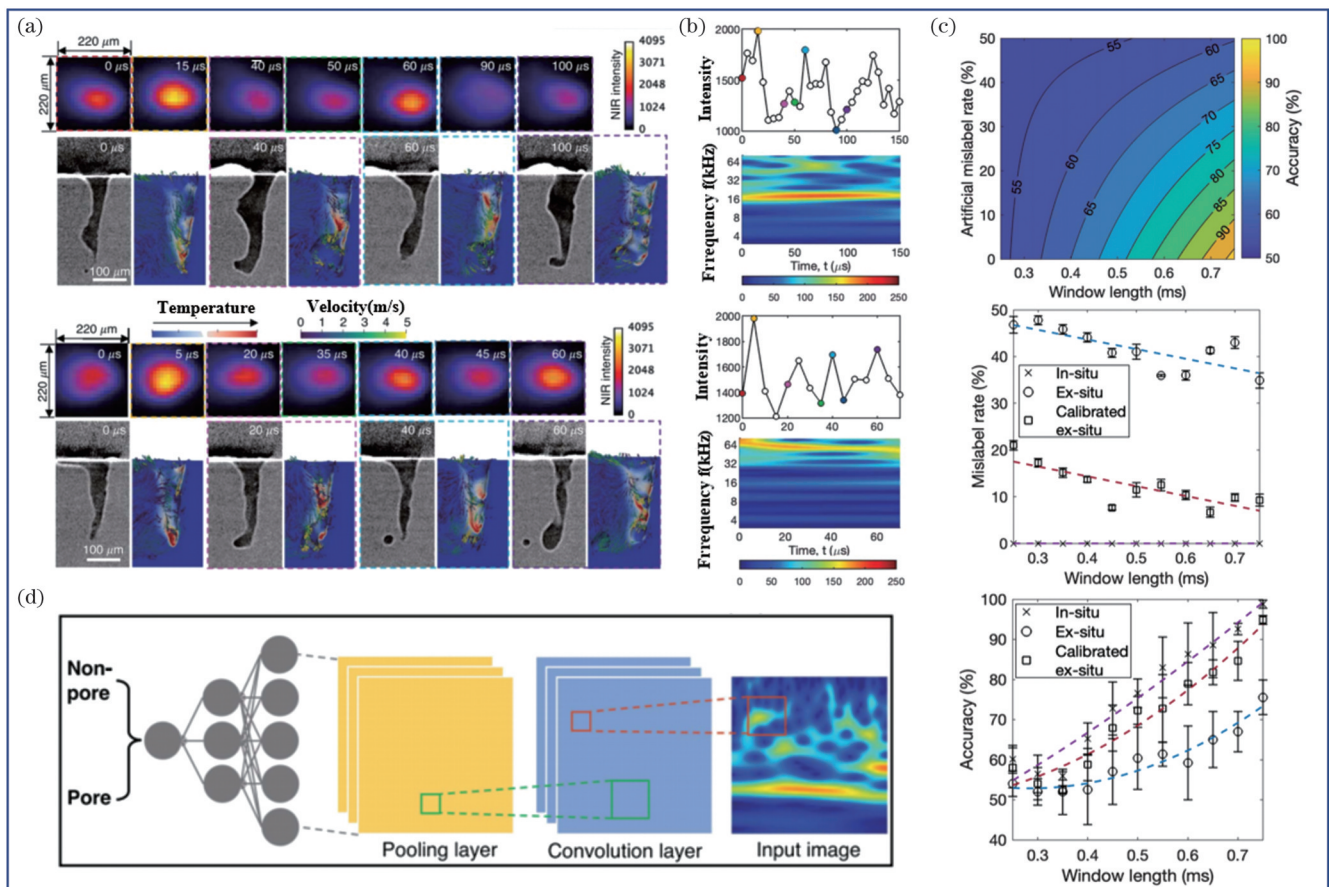 (a)
220 μm
220 μm
0 μs
15 μs
40 μs
50 μs
60 μs
90 μs
100 μs
4095
3071
2048
1024
0
NIR intensity
0 μs
40 μs
60 μs
100 μs
100 μm
Temperature
Velocity(m/s)
0 1 2 3 4 5
220 μm
220 μm
0 μs
5 μs
20 μs
35 μs
40 μs
45 μs
60 μs
4095
3071
2048
1024
0
NIR intensity
0 μs
20 μs
40 μs
60 μs
100 μm
(b)
Intensity
2000
1000
0 50 100 150
Frrequency f(kHz)
64
32
16
8
4
0 50 100 150
Time, t (μs)
0 50 100 150 200 250
Intensity
2000
1800
1600
1400
1200
0 20 40 60
Frrequency f(kHz)
64
32
16
8
4
0 20 40 60
Time, t (μs)
0 50 100 150 200 250
(c)
Artificial mislabel rate (%)
50
40
30
20
10
0
55
60
65
70
75
80
85
90
55
60
65
0.3 0.4 0.5 0.6 0.7
Window length (ms)
100
90
80
70
60
50
Accuracy (%)
Mislabel rate (%)
50
40
30
20
10
0
In-situ
Ex-situ
Calibrated
ex-situ
0.3 0.4 0.5 0.6 0.7
Window length (ms)
Accuracy (%)
100
90
80
70
60
50
40
In-situ
Ex-situ
Calibrated
ex-situ
0.3 0.4 0.5 0.6 0.7
Window length (ms)
(d)
Non-
pore
Pore
Pooling layer
Convolution layer
Input image